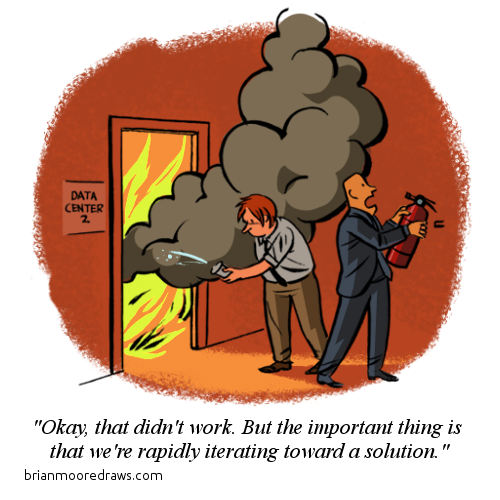 DATA
CENTER
2
"Okay, that didn't work. But the important thing is
that we're rapidly iterating toward a solution."
brianmooredraws.com